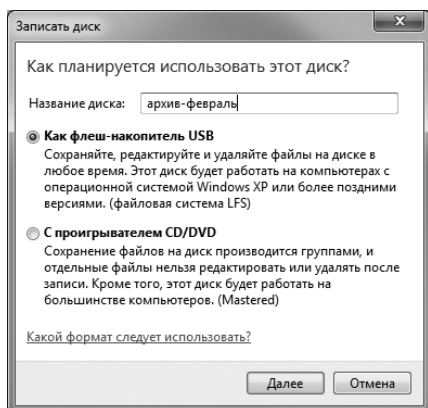 Записать диск
Как планируется использовать этот диск?
Название диска: архив-февраль
Как флеш-накопитель USB
Сохраняйте, редактируйте и удаляйте файлы на диске в
любое время. Этот диск будет работать на компьютерах с
операционной системой Windows XP или более поздними
версиями. (файловая система LFS)
С проигрывателем CD/DVD
Сохранение файлов на диск производится группами, и
отдельные файлы нельзя редактировать или удалять после
записи. Кроме того, этот диск будет работать на
большинстве компьютеров. (Mastered)
Какой формат следует использовать?
Далее Отмена